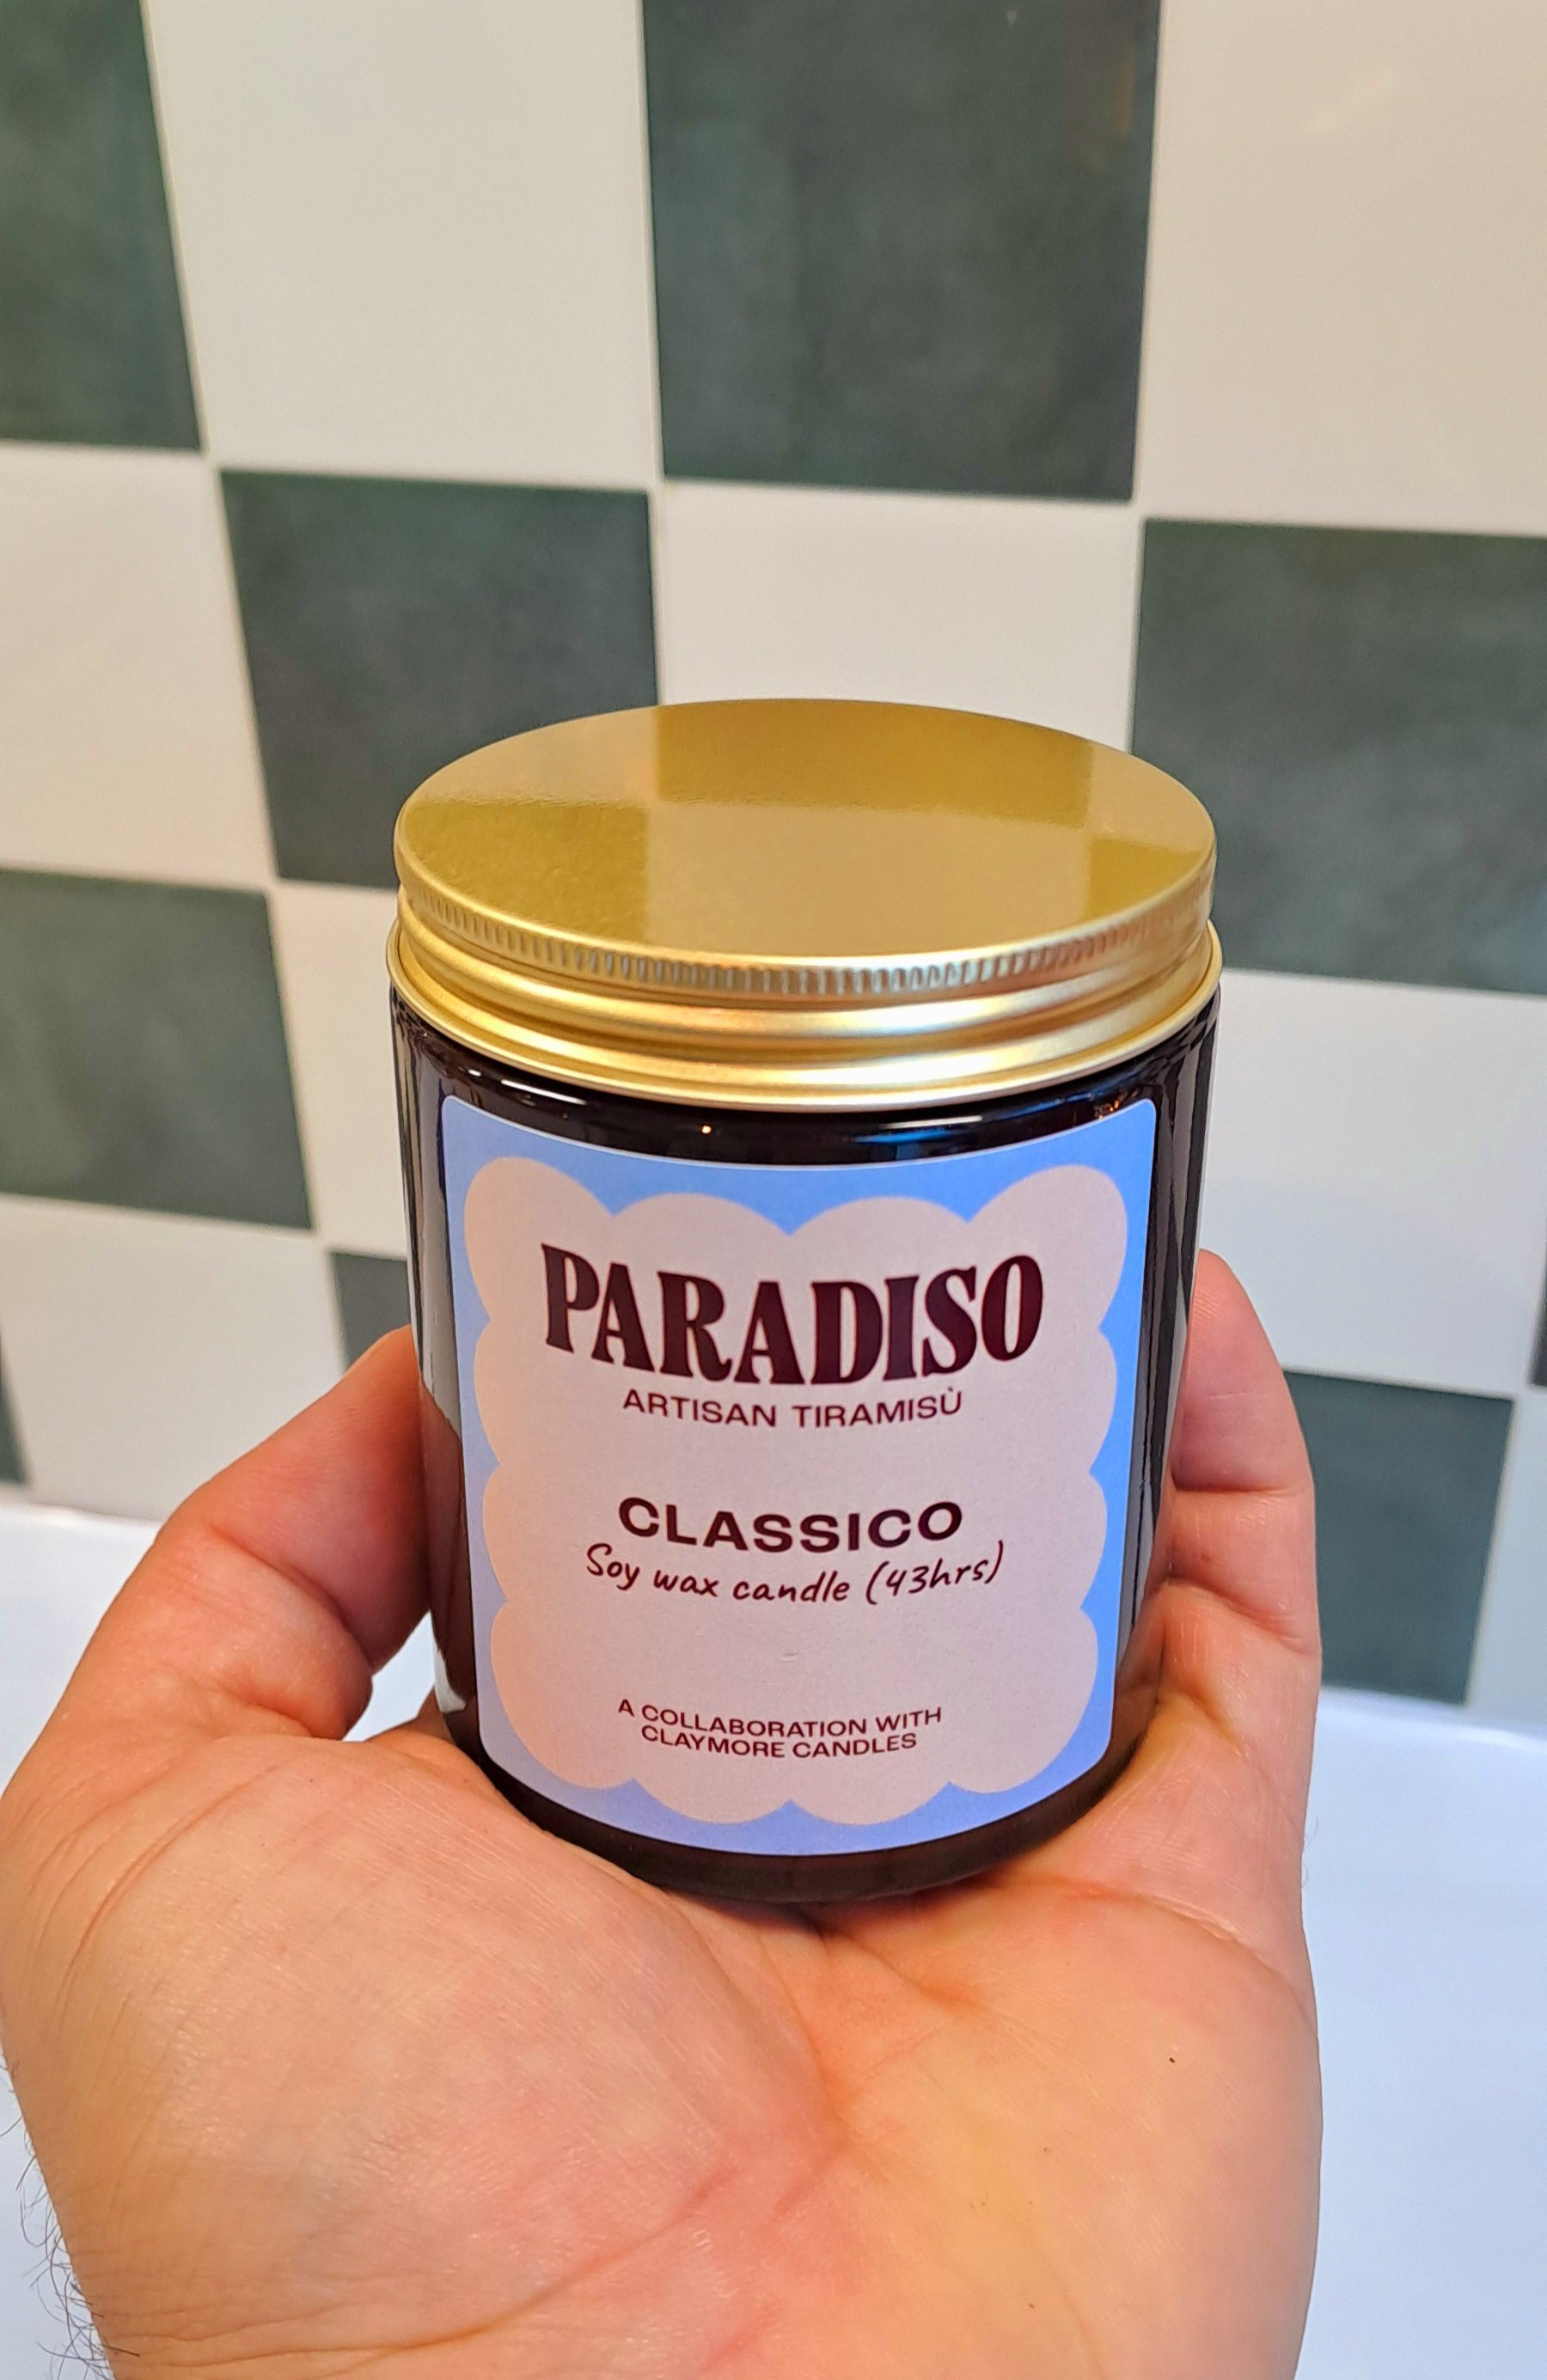 PARADISO
ARTISAN TIRAMISÙ
CLASSICO
Soy wax candle (43hrs)
A COLLABORATION WITH
CLAYMORE CANDLES